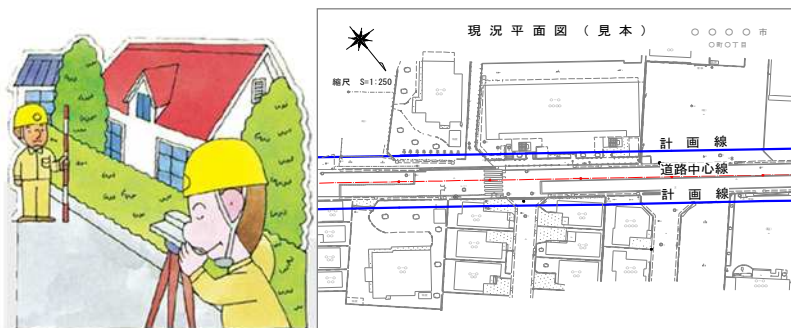 現況平面図（見本）
○○○○市
○町○丁目
縮尺 S=1:250
計画線
道路中心線
計画線